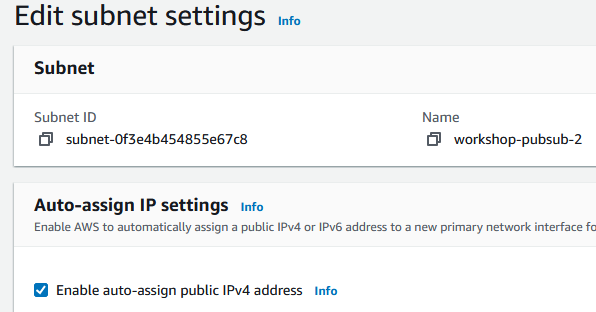 Edit subnet settings Info
Subnet
Subnet ID Name
subnet-0f3e4b454855e67c8 workshop-pubsub-2
Auto-assign IP settings Info
Enable AWS to automatically assign a public IPv4 or IPv6 address to a new primary network interface fo
Enable auto-assign public IPv4 address Info